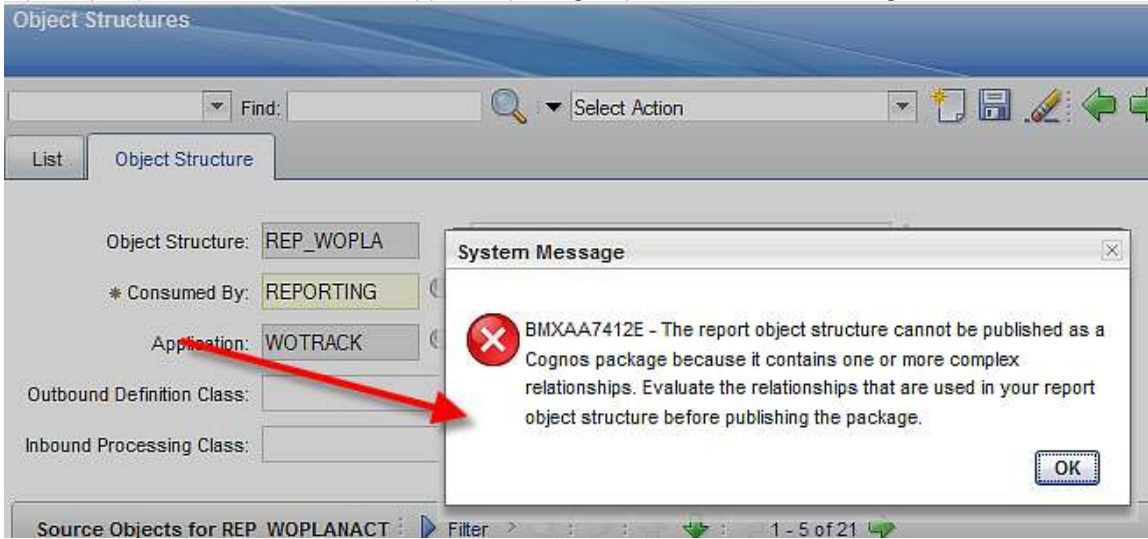 Object Structures
Find:
Select Action
List
Object Structure
Object Structure: REP_WOPLA
* Consumed By: REPORTING
Application: WOTRACK
Outbound Definition Class:
Inbound Processing Class:
System Message
BMXAA7412E - The report object structure cannot be published as a
Cognos package because it contains one or more complex
relationships. Evaluate the relationships that are used in your report
object structure before publishing the package.
OK
Source Objects for REP_WOPLANACT
Filter
1 - 5 of 21